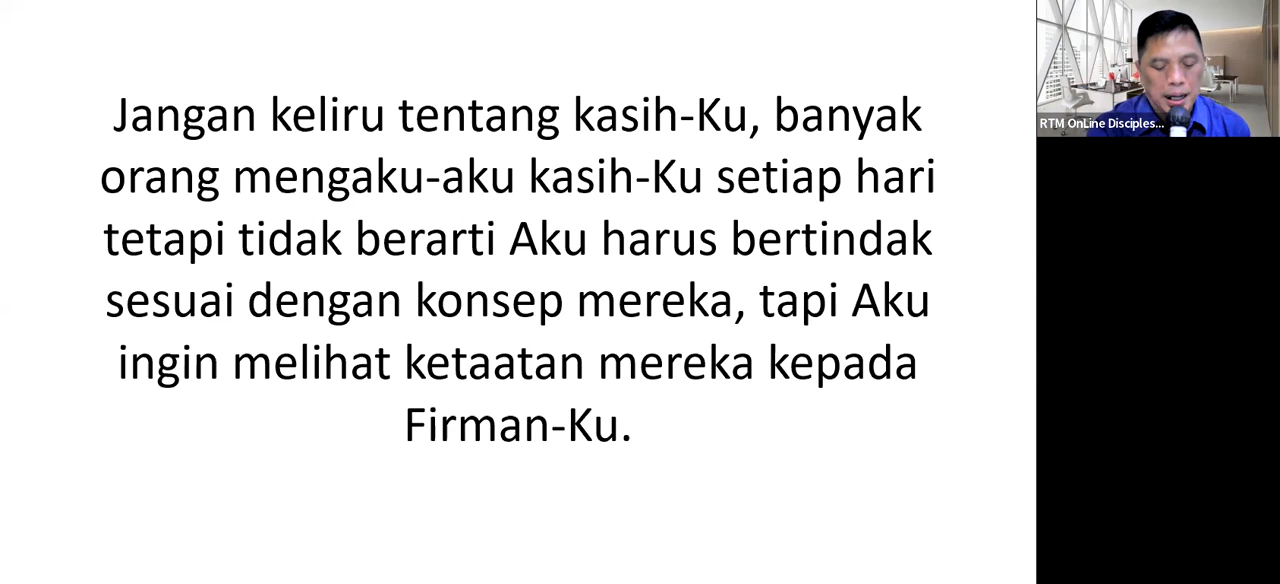 Jangan keliru tentang kasih-Ku, banyak
orang mengaku-aku kasih-Ku setiap hari
tetapi tidak berarti Aku harus bertindak
sesuai dengan konsep mereka, tapi Aku
ingin melihat ketaatan mereka kepada
Firman-Ku.
RTM OnLine Disciples...